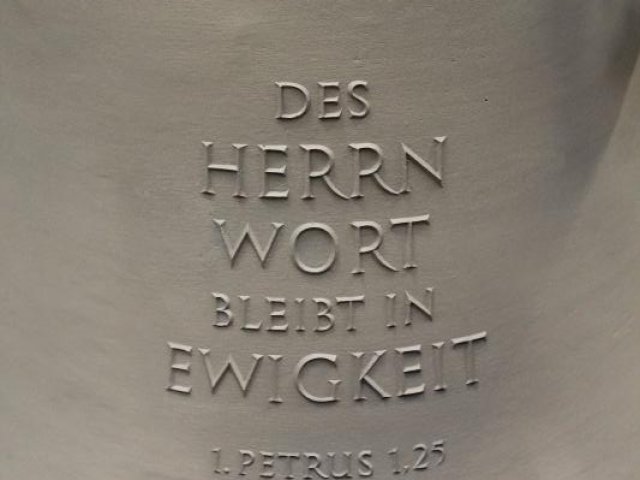 DES
HERRN
WORT
BLEIBT IN
EWIGKEIT
1. PETRUS 1,25